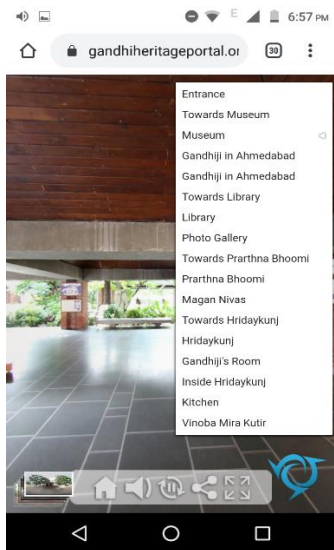 E
6:57 PM
gandhiheritageportal.or
30
Entrance
Towards Museum
Museum
Gandhiji in Ahmedabad
Gandhiji in Ahmedabad
Towards Library
Library
Photo Gallery
Towards Prarthna Bhoomi
Prarthna Bhoomi
Magan Nivas
Towards Hridaykunj
Hridaykunj
Gandhiji's Room
Inside Hridaykunj
Kitchen
Vinoba Mira Kutir